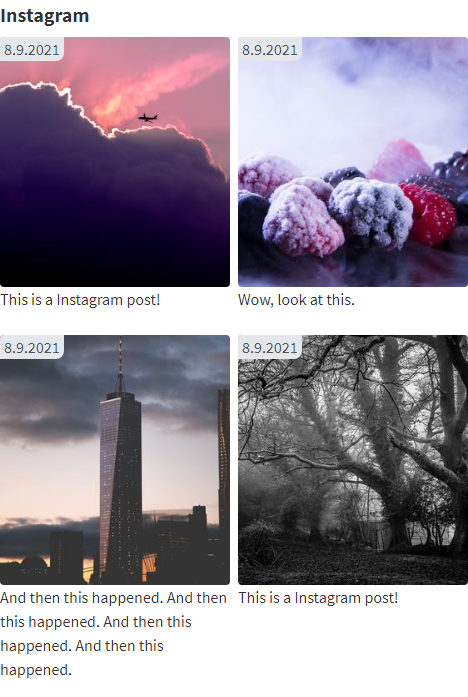 Instagram
8.9.2021
8.9.2021
This is a Instagram post!
Wow, look at this.
8.9.2021
8.9.2021
And then this happened. And then
this happened. And then this
happened. And then this
happened.
This is a Instagram post!